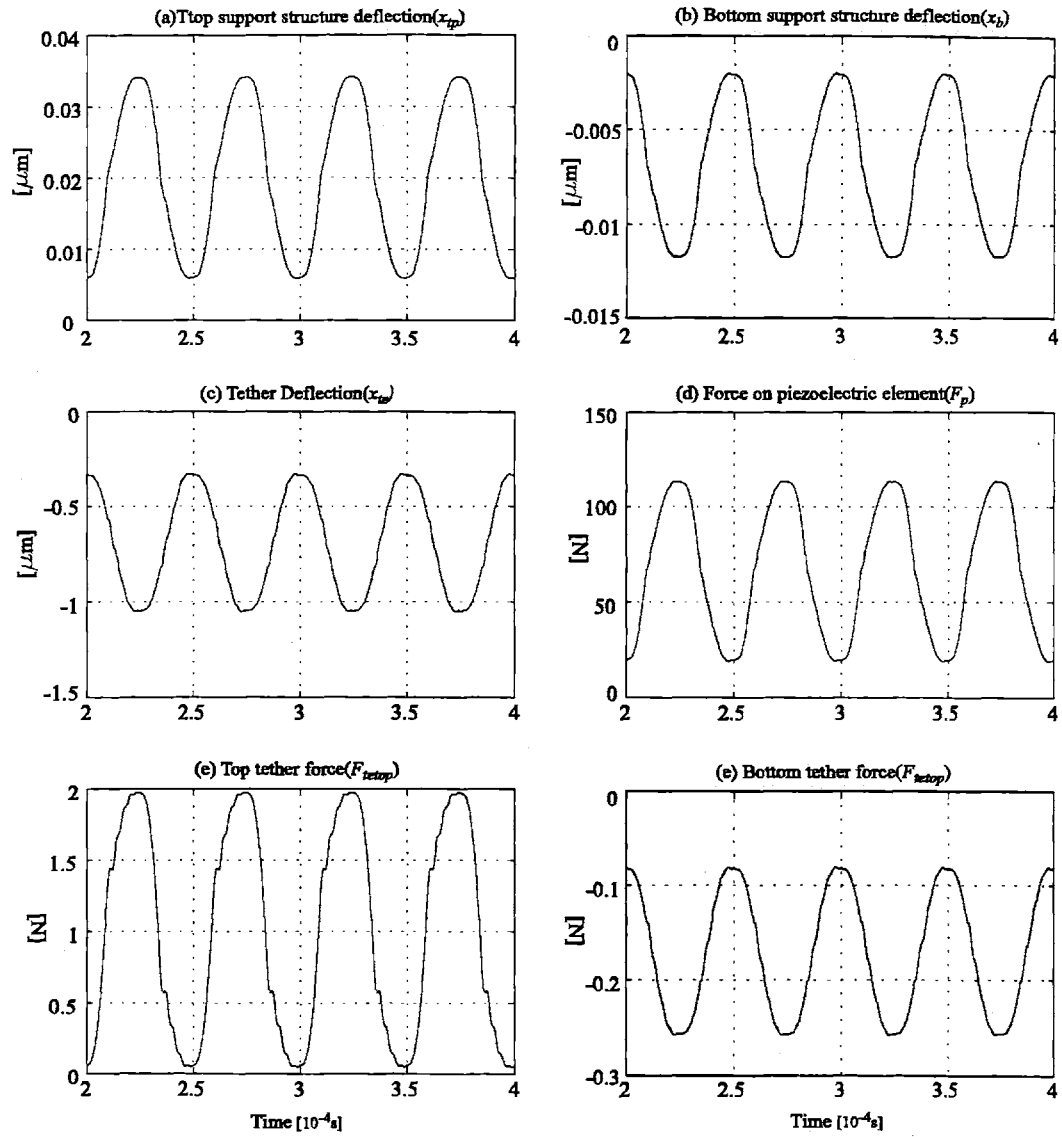 (a)Ttop support structure deflection(x_tp)
0.04
0.03
0.02
0.01
0
[μm]
2 2.5 3 3.5 4
(b) Bottom support structure deflection(x_b)
0
-0.005
-0.01
-0.015
[μm]
2 2.5 3 3.5 4
(c) Tether Deflection(x_te)
0
-0.5
-1
-1.5
[μm]
2 2.5 3 3.5 4
(d) Force on piezoelectric element(F_p)
150
100
50
0
[N]
2 2.5 3 3.5 4
(e) Top tether force(F_tetop)
2
1.5
1
0.5
0
[N]
2 2.5 3 3.5 4
Time [10⁻⁴s]
(e) Bottom tether force(F_tetop)
0
-0.1
-0.2
-0.3
[N]
2 2.5 3 3.5 4
Time [10⁻⁴s]